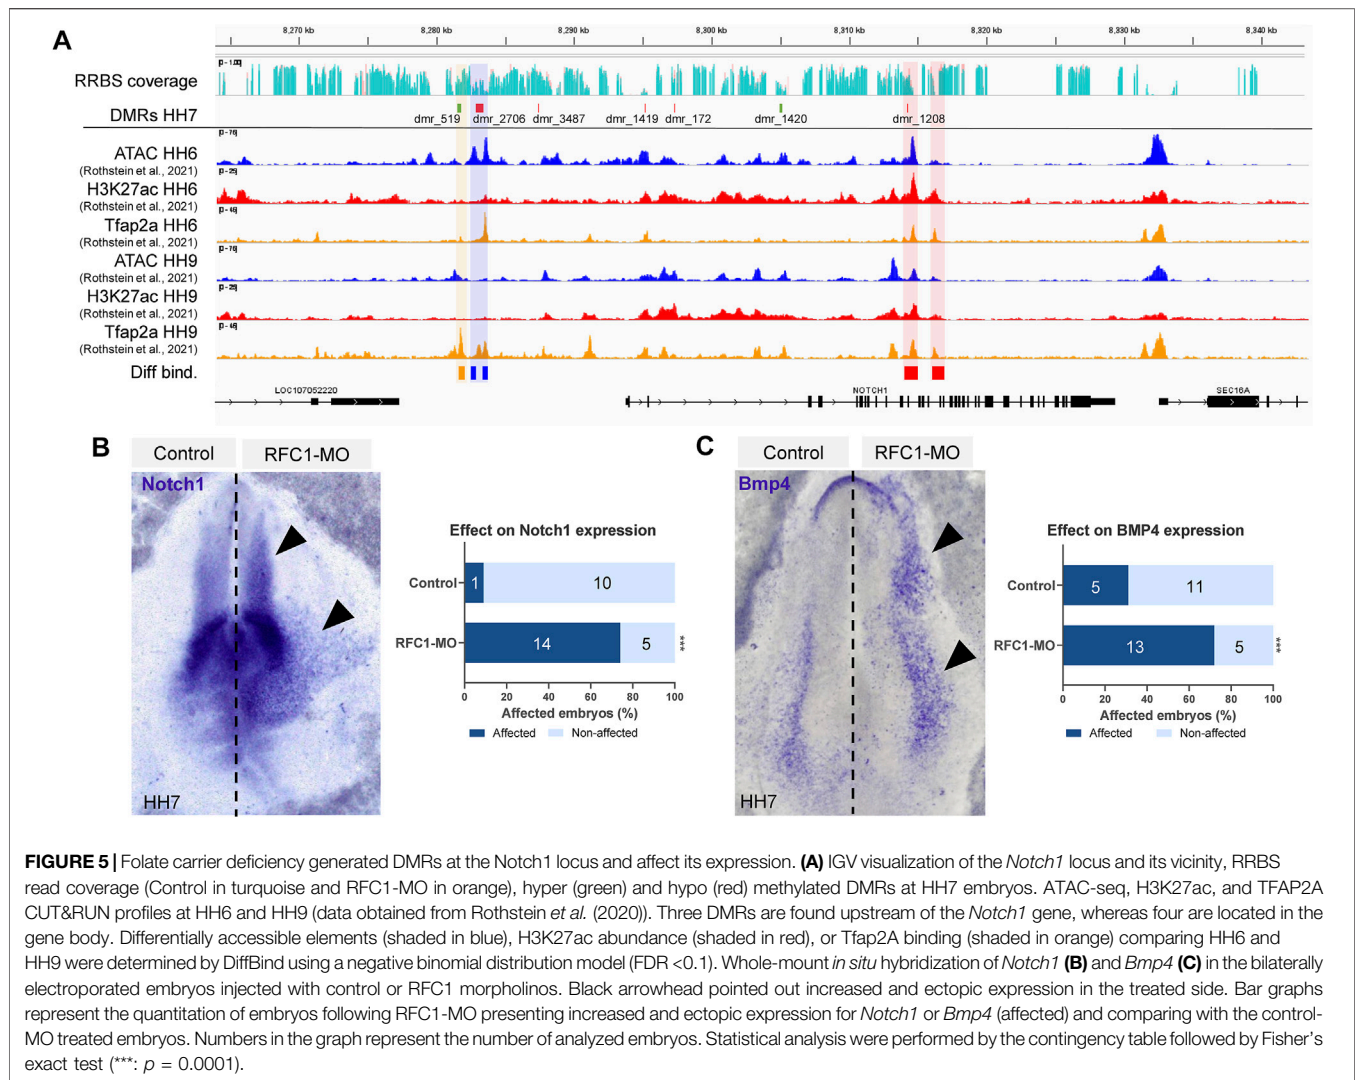 A
8,270 kb 8,280 kb 8,290 kb 8,300 kb 8,310 kb 8,320 kb 8,330 kb 8,340 kb
RRBS coverage
DMRs HH7
dmr_519 dmr_2706 dmr_3487 dmr_1419 dmr_172 dmr_1420 dmr_1208
ATAC HH6
(Rothstein et al., 2021)
H3K27ac HH6
(Rothstein et al., 2021)
Tfap2a HH6
(Rothstein et al., 2021)
ATAC HH9
(Rothstein et al., 2021)
H3K27ac HH9
(Rothstein et al., 2021)
Tfap2a HH9
(Rothstein et al., 2021)
Diff bind.
LOC107052220 NOTCH1 SEC16A
B
Control RFC1-MO
Notch1
HH7
Effect on Notch1 expression
Control 1 10
RFC1-MO 14 5 ***
0 20 40 60 80 100
Affected embryos (%)
Affected Non-affected
C
Control RFC1-MO
Bmp4
HH7
Effect on BMP4 expression
Control 5 11
RFC1-MO 13 5 ***
0 20 40 60 80 100
Affected embryos (%)
Affected Non-affected
FIGURE 5 | Folate carrier deficiency generated DMRs at the Notch1 locus and affect its expression. (A) IGV visualization of the Notch1 locus and its vicinity, RRBS
read coverage (Control in turquoise and RFC1-MO in orange), hyper (green) and hypo (red) methylated DMRs at HH7 embryos. ATAC-seq, H3K27ac, and TFAP2A
CUT&RUN profiles at HH6 and HH9 (data obtained from Rothstein et al. (2020)). Three DMRs are found upstream of the Notch1 gene, whereas four are located in the
gene body. Differentially accessible elements (shaded in blue), H3K27ac abundance (shaded in red), or Tfap2A binding (shaded in orange) comparing HH6 and
HH9 were determined by DiffBind using a negative binomial distribution model (FDR <0.1). Whole-mount in situ hybridization of Notch1 (B) and Bmp4 (C) in the bilaterally
electroporated embryos injected with control or RFC1 morpholinos. Black arrowhead pointed out increased and ectopic expression in the treated side. Bar graphs
represent the quantitation of embryos following RFC1-MO presenting increased and ectopic expression for Notch1 or Bmp4 (affected) and comparing with the control-
MO treated embryos. Numbers in the graph represent the number of analyzed embryos. Statistical analysis were performed by the contingency table followed by Fisher's
exact test (***: p = 0.0001).